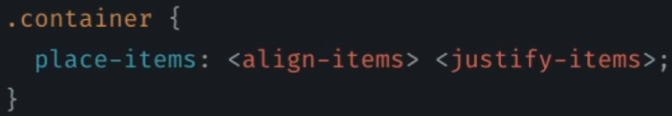 .container {
  place-items: <align-items> <justify-items>;
}